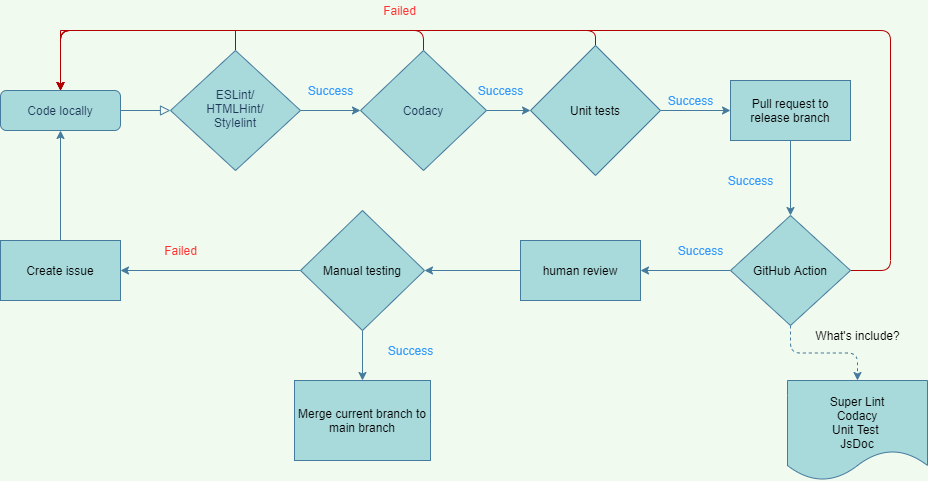 Failed
Code locally
ESLint/
HTMLHint/
Stylelint
Success
Codacy
Success
Unit tests
Success
Pull request to
release branch
Success
GitHub Action
Success
human review
Manual testing
Failed
Create issue
Success
Merge current branch to
main branch
What's include?
Super Lint
Codacy
Unit Test
JsDoc